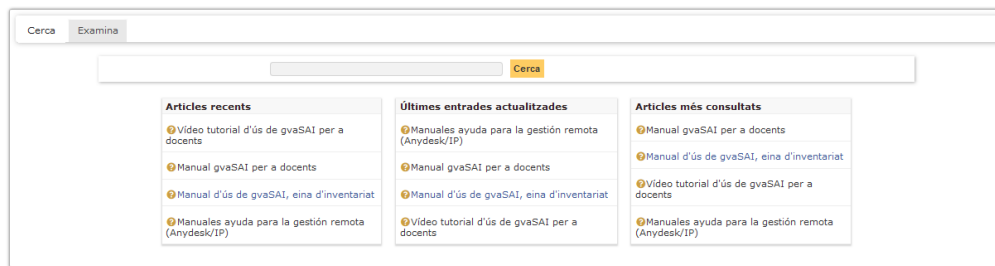 Cerca
Examina
Cerca
Articles recents
Vídeo tutorial d'ús de gvaSAI per a
docents
Manual gvaSAI per a docents
Manual d'ús de gvaSAI, eina d'inventariat
Manuales ayuda para la gestión remota
(Anydesk/IP)
Últimes entrades actualitzades
Manuales ayuda para la gestión remota
(Anydesk/IP)
Manual gvaSAI per a docents
Manual d'ús de gvaSAI, eina d'inventariat
Vídeo tutorial d'ús de gvaSAI per a
docents
Articles més consultats
Manual gvaSAI per a docents
Manual d'ús de gvaSAI, eina d'inventariat
Vídeo tutorial d'ús de gvaSAI per a
docents
Manuales ayuda para la gestión remota
(Anydesk/IP)